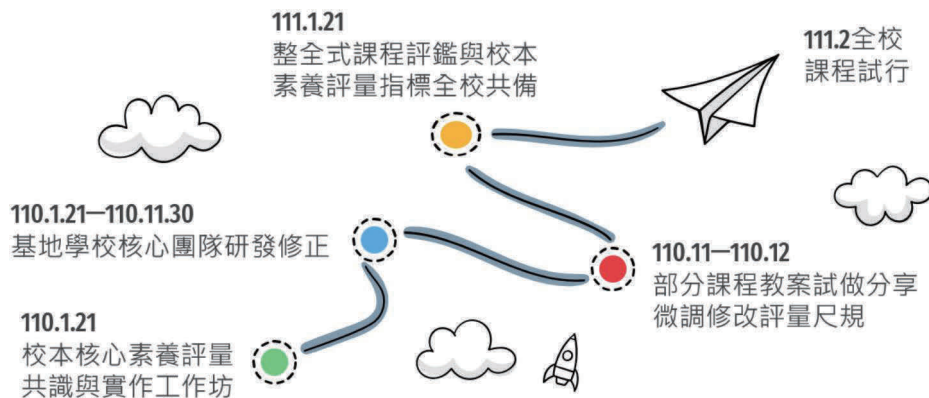 111.1.21
整全式課程評鑑與校本
素養評量指標全校共備
111.2全校
課程試行
110.1.21—110.11.30
基地學校核心團隊研發修正
110.11—110.12
部分課程教案試做分享
微調修改評量尺規
110.1.21
校本核心素養評量
共識與實作工作坊